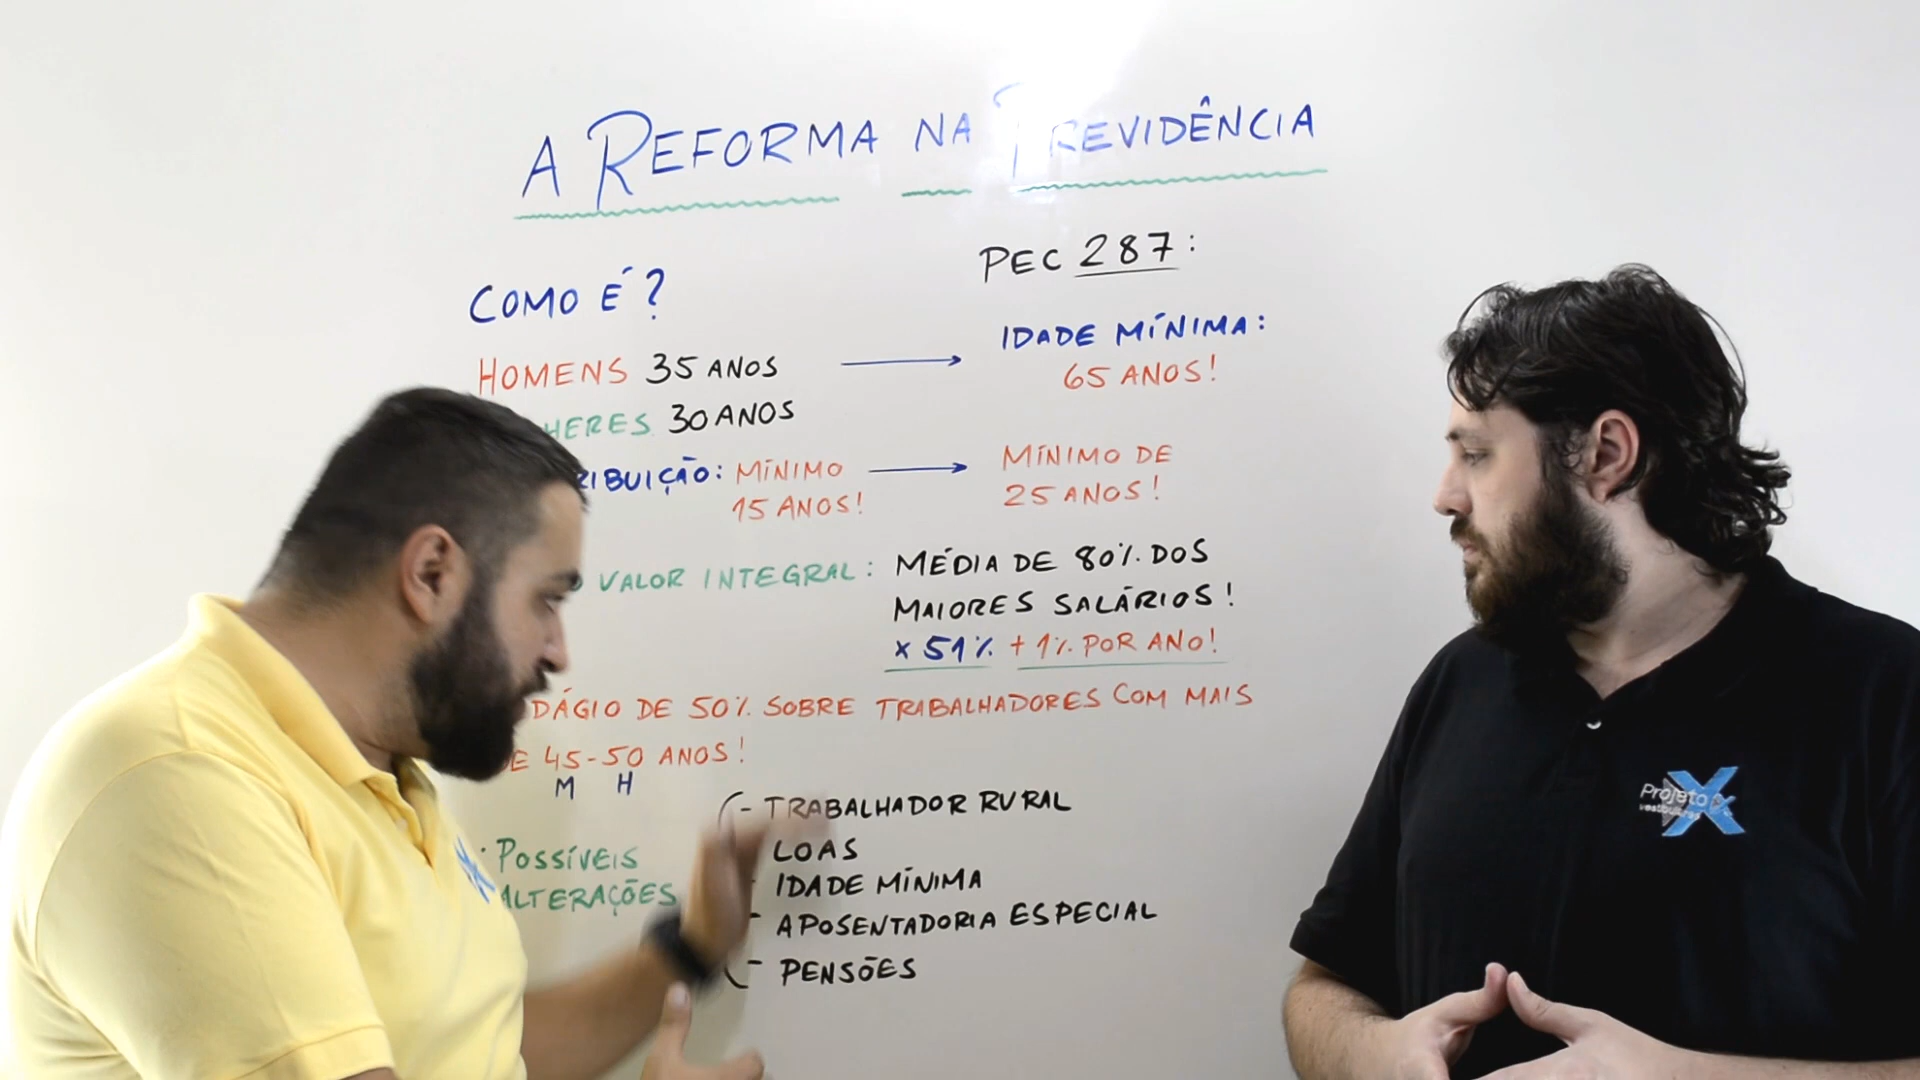 A REFORMA NA PREVIDÊNCIA
COMO É?
HOMENS 35 ANOS
HERES 30 ANOS
RIBUIÇÃO: MÍNIMO
15 ANOS!
PEC 287:
IDADE MÍNIMA:
65 ANOS!
MÍNIMO DE
25 ANOS!
VALOR INTEGRAL: MÉDIA DE 80% DOS
MAIORES SALÁRIOS!
x 51% + 1% POR ANO!
DÁGIO DE 50% SOBRE TRABALHADORES COM MAIS
E 45-50 ANOS!
M H
POSSÍVEIS
ALTERAÇÕES
- TRABALHADOR RURAL
LOAS
- IDADE MÍNIMA
- APOSENTADORIA ESPECIAL
- PENSÕES
Projeto X
vestibulares